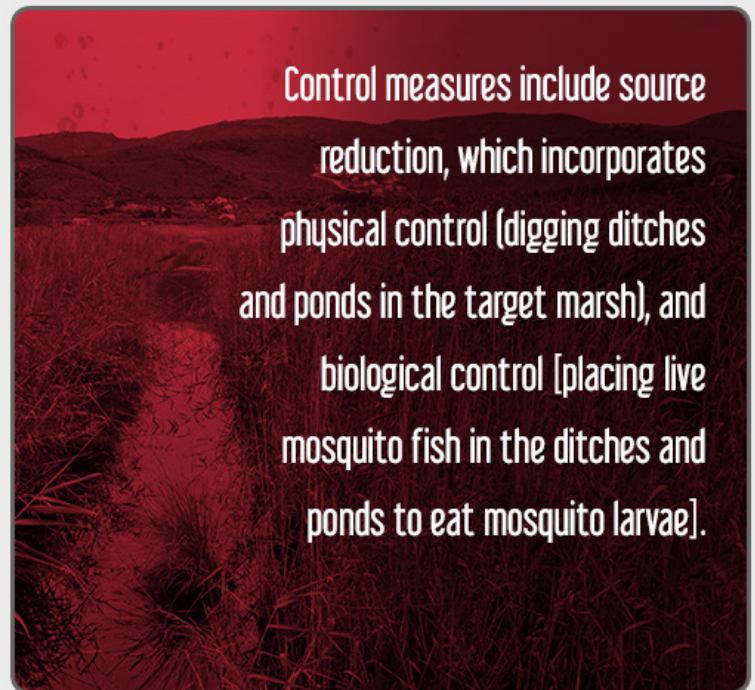 Control measures include source
reduction, which incorporates
physical control (digging ditches
and ponds in the target marsh), and
biological control [placing live
mosquito fish in the ditches and
ponds to eat mosquito larvae].